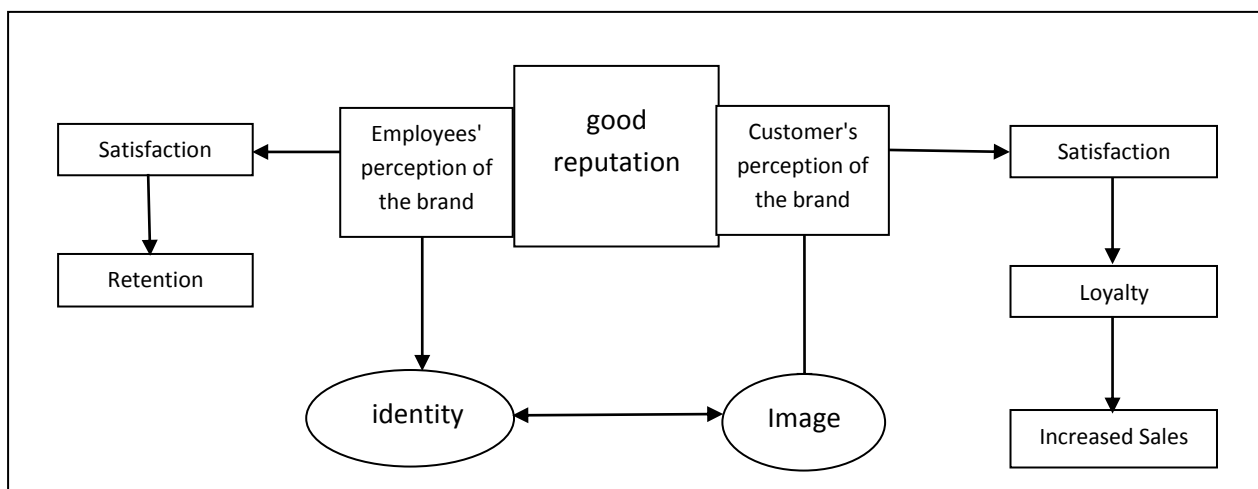 good
reputation
Employees'
perception of
the brand
Customer's
perception of
the brand
Satisfaction
Satisfaction
Retention
Loyalty
identity
Image
Increased Sales